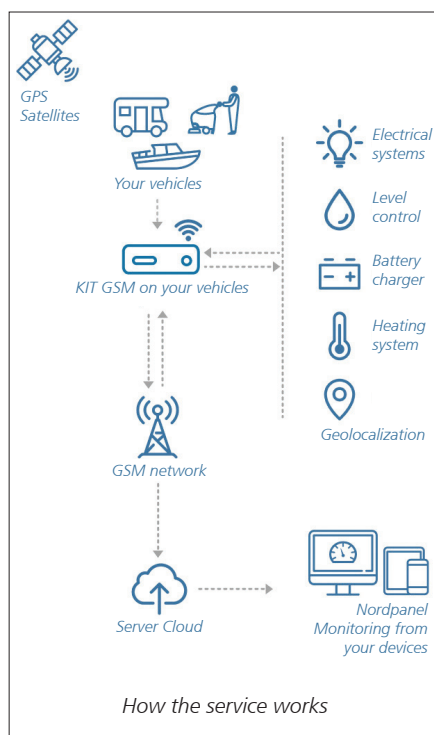 GPS
Satellites
Your vehicles
KIT GSM on your vehicles
GSM network
Server Cloud
Electrical
systems
Level
control
Battery
charger
Heating
system
Geolocalization
Nordpanel
Monitoring from
your devices
How the service works